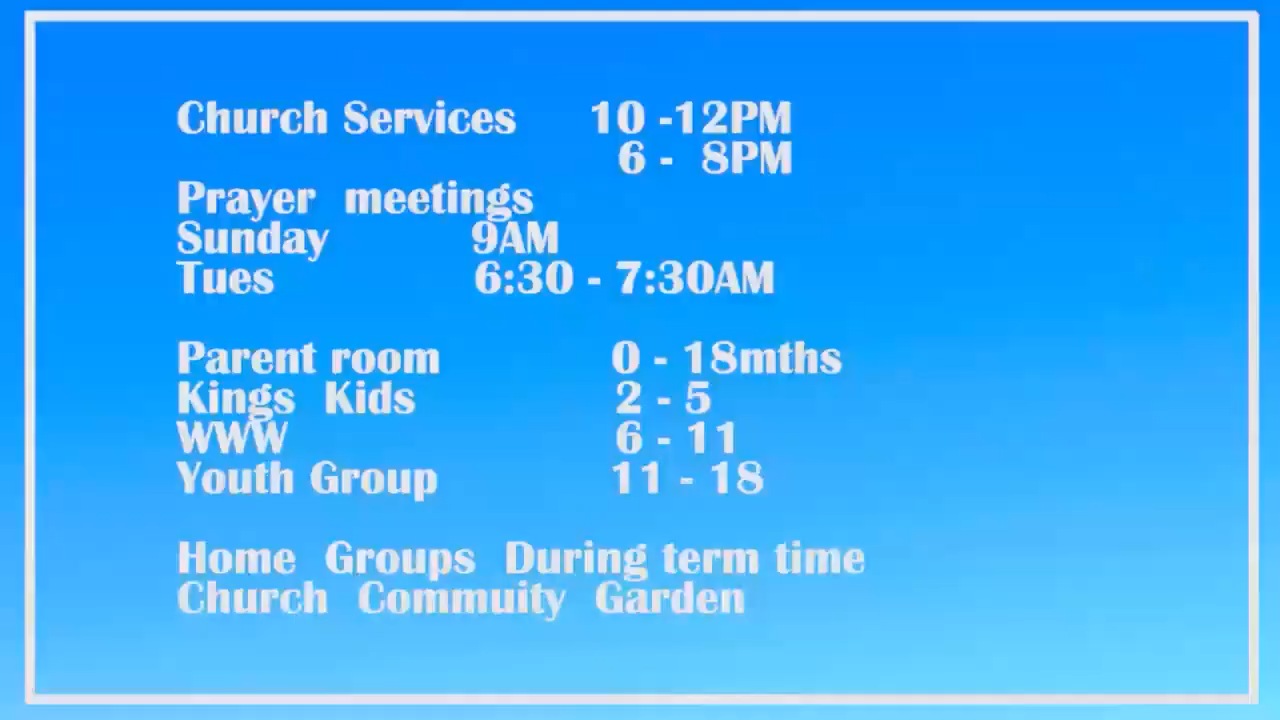 Church Services 10 -12PM
6 - 8PM
Prayer meetings
Sunday 9AM
Tues 6:30 - 7:30AM
Parent room 0 - 18mths
Kings Kids 2 - 5
WWW 6 - 11
Youth Group 11 - 18
Home Groups During term time
Church Commuity Garden